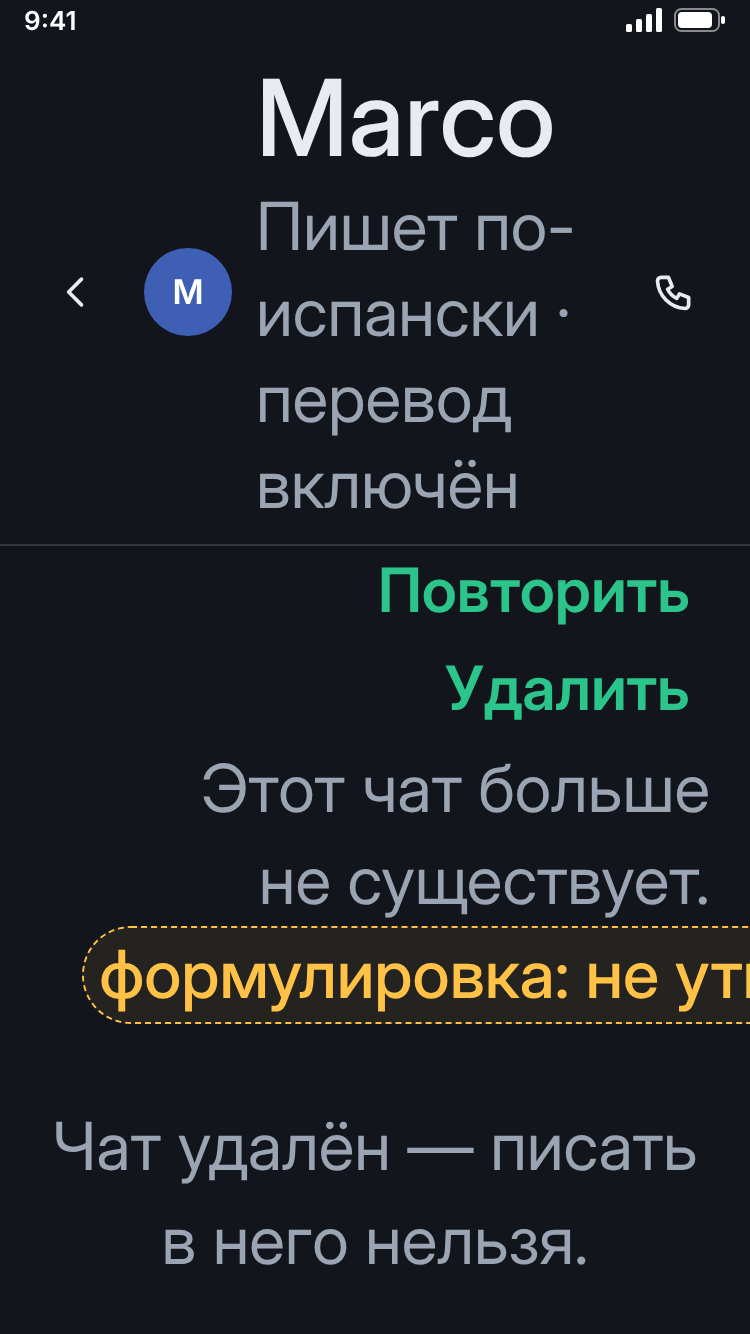 9:41
Marco
Пишет по-
испански ·
перевод
включён
M
Повторить
Удалить
Этот чат больше
не существует.
формулировка: не
Чат удалён — писать
в него нельзя.